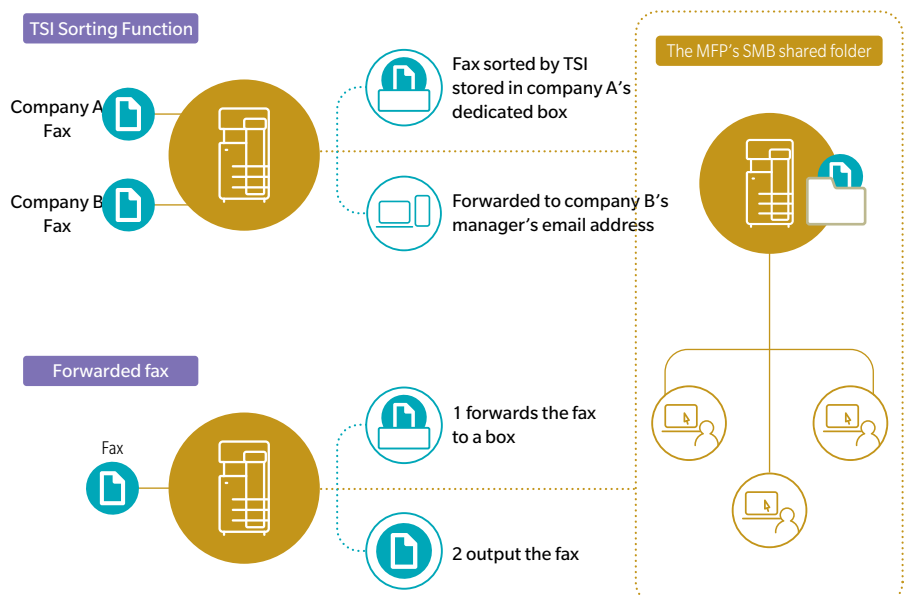 TSI Sorting Function
Company A
Fax
Company B
Fax
Fax sorted by TSI
stored in company A's
dedicated box
Forwarded to company B's
manager's email address
The MFP's SMB shared folder
Forwarded fax
Fax
1 forwards the fax
to a box
2 output the fax